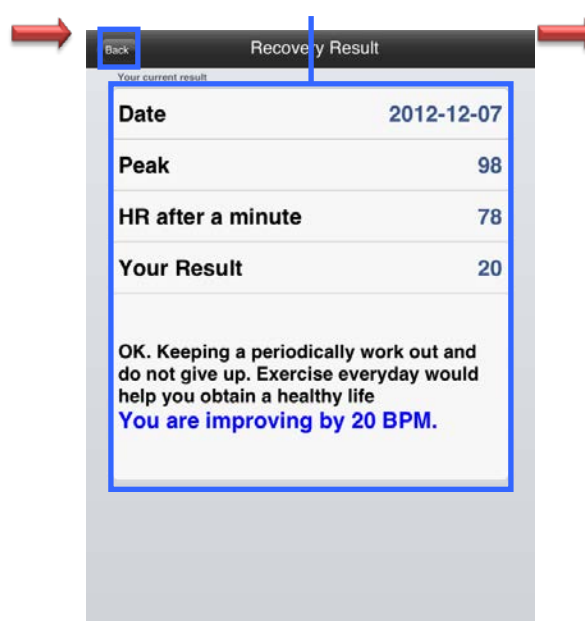 Back
Recovery Result
Your current result
Date 2012-12-07
Peak 98
HR after a minute 78
Your Result 20
OK. Keeping a periodically work out and
do not give up. Exercise everyday would
help you obtain a healthy life
You are improving by 20 BPM.